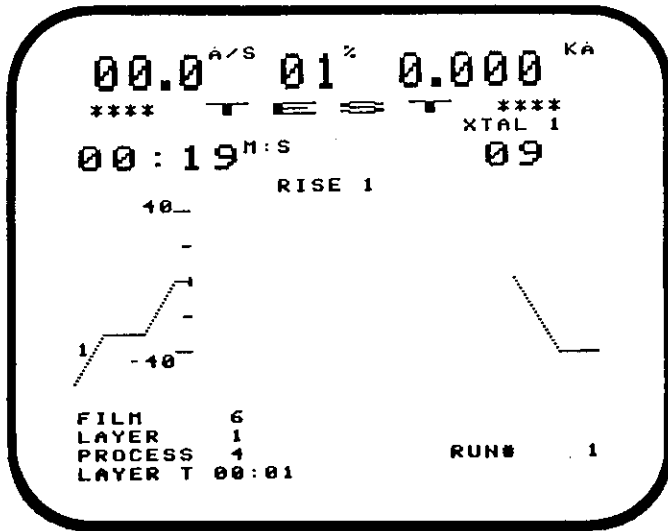 00.0 A/S 01 % 0.000 KA
**** T E S T ****
XTAL 1
00:19 M:S 09
RISE 1
40
1
-40
FILM 6
LAYER 1
PROCESS 4 RUN# 1
LAYER T 00:01